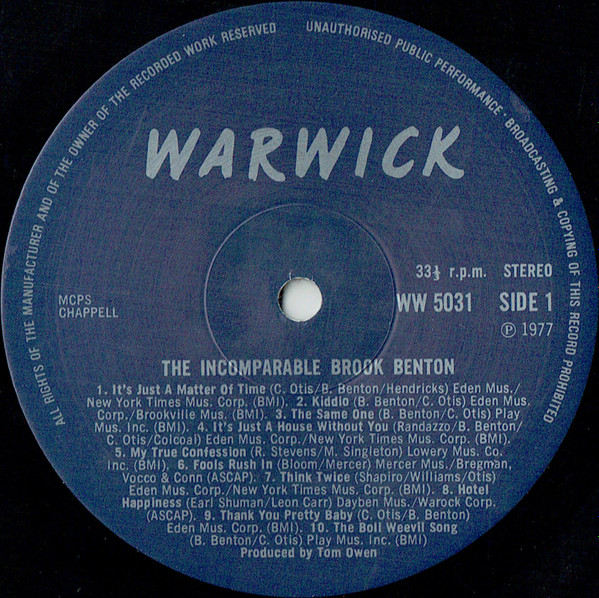 ALL RIGHTS OF THE MANUFACTURER AND OF THE OWNER OF THE RECORDED WORK RESERVED
UNAUTHORISED PUBLIC PERFORMANCE · BROADCASTING & COPYING OF THIS RECORD PROHIBITED
WARWICK
33⅓ r.p.m. STEREO
MCPS
CHAPPELL
WW 5031 SIDE 1
℗ 1977
THE INCOMPARABLE BROOK BENTON
1. It's Just A Matter Of Time (C. Otis/B. Benton/Hendricks) Eden Mus./
New York Times Mus. Corp. (BMI). 2. Kiddio (B. Benton/C. Otis) Eden Mus.
Corp./Brookville Mus. Corp. (BMI). 3. The Same One (B. Benton/C. Otis) Play
Mus. Inc. (BMI). 4. It's Just A House Without You (Randazzo/B. Benton/
C. Otis/Colcoai) Eden Mus. Corp./New York Times Mus. Corp. (BMI).
5. My True Confession (R. Stevens/M. Singleton) Lowery Mus. Co.
Inc. (BMI). 6. Fools Rush In (Bloom/Mercer) Mercer Mus./Bregman,
Vocco & Conn (ASCAP). 7. Think Twice (Shapiro/Williams/Otis)
Eden Mus. Corp./New York Times Mus. Corp. (BMI). 8. Hotel
Happiness (Earl Shuman/Leon Carr) Dayben Mus./Warock Corp.
(ASCAP). 9. Thank You Pretty Baby (C. Otis/B. Benton)
Eden Mus. Corp. (BMI). 10. The Boll Weevil Song
(B. Benton/C. Otis) Play Mus. Inc. (BMI)
Produced by Tom Owen